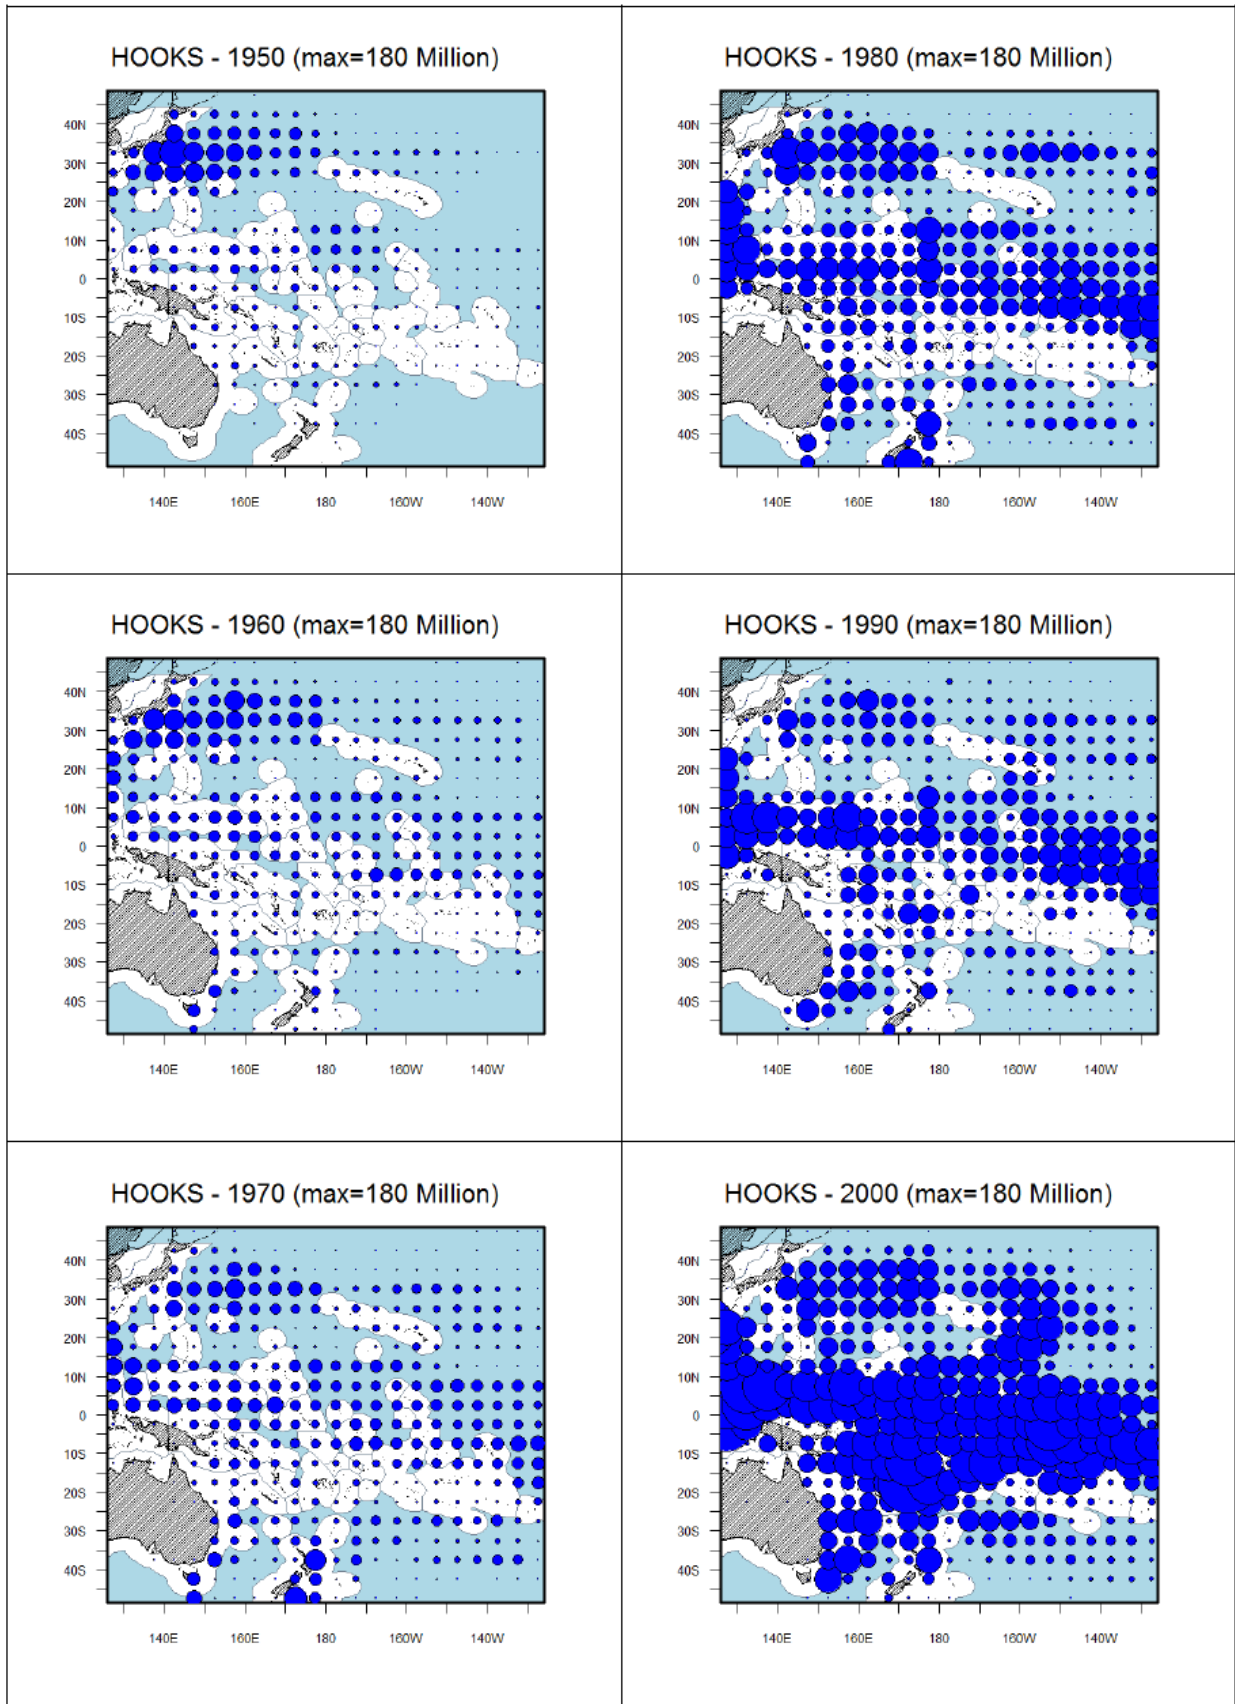 HOOKS - 1950 (max=180 Million)
40N
30N
20N
10N
0
10S
20S
30S
40S
140E 160E 180 160W 140W
HOOKS - 1980 (max=180 Million)
40N
30N
20N
10N
0
10S
20S
30S
40S
140E 160E 180 160W 140W
HOOKS - 1960 (max=180 Million)
40N
30N
20N
10N
0
10S
20S
30S
40S
140E 160E 180 160W 140W
HOOKS - 1990 (max=180 Million)
40N
30N
20N
10N
0
10S
20S
30S
40S
140E 160E 180 160W 140W
HOOKS - 1970 (max=180 Million)
40N
30N
20N
10N
0
10S
20S
30S
40S
140E 160E 180 160W 140W
HOOKS - 2000 (max=180 Million)
40N
30N
20N
10N
0
10S
20S
30S
40S
140E 160E 180 160W 140W